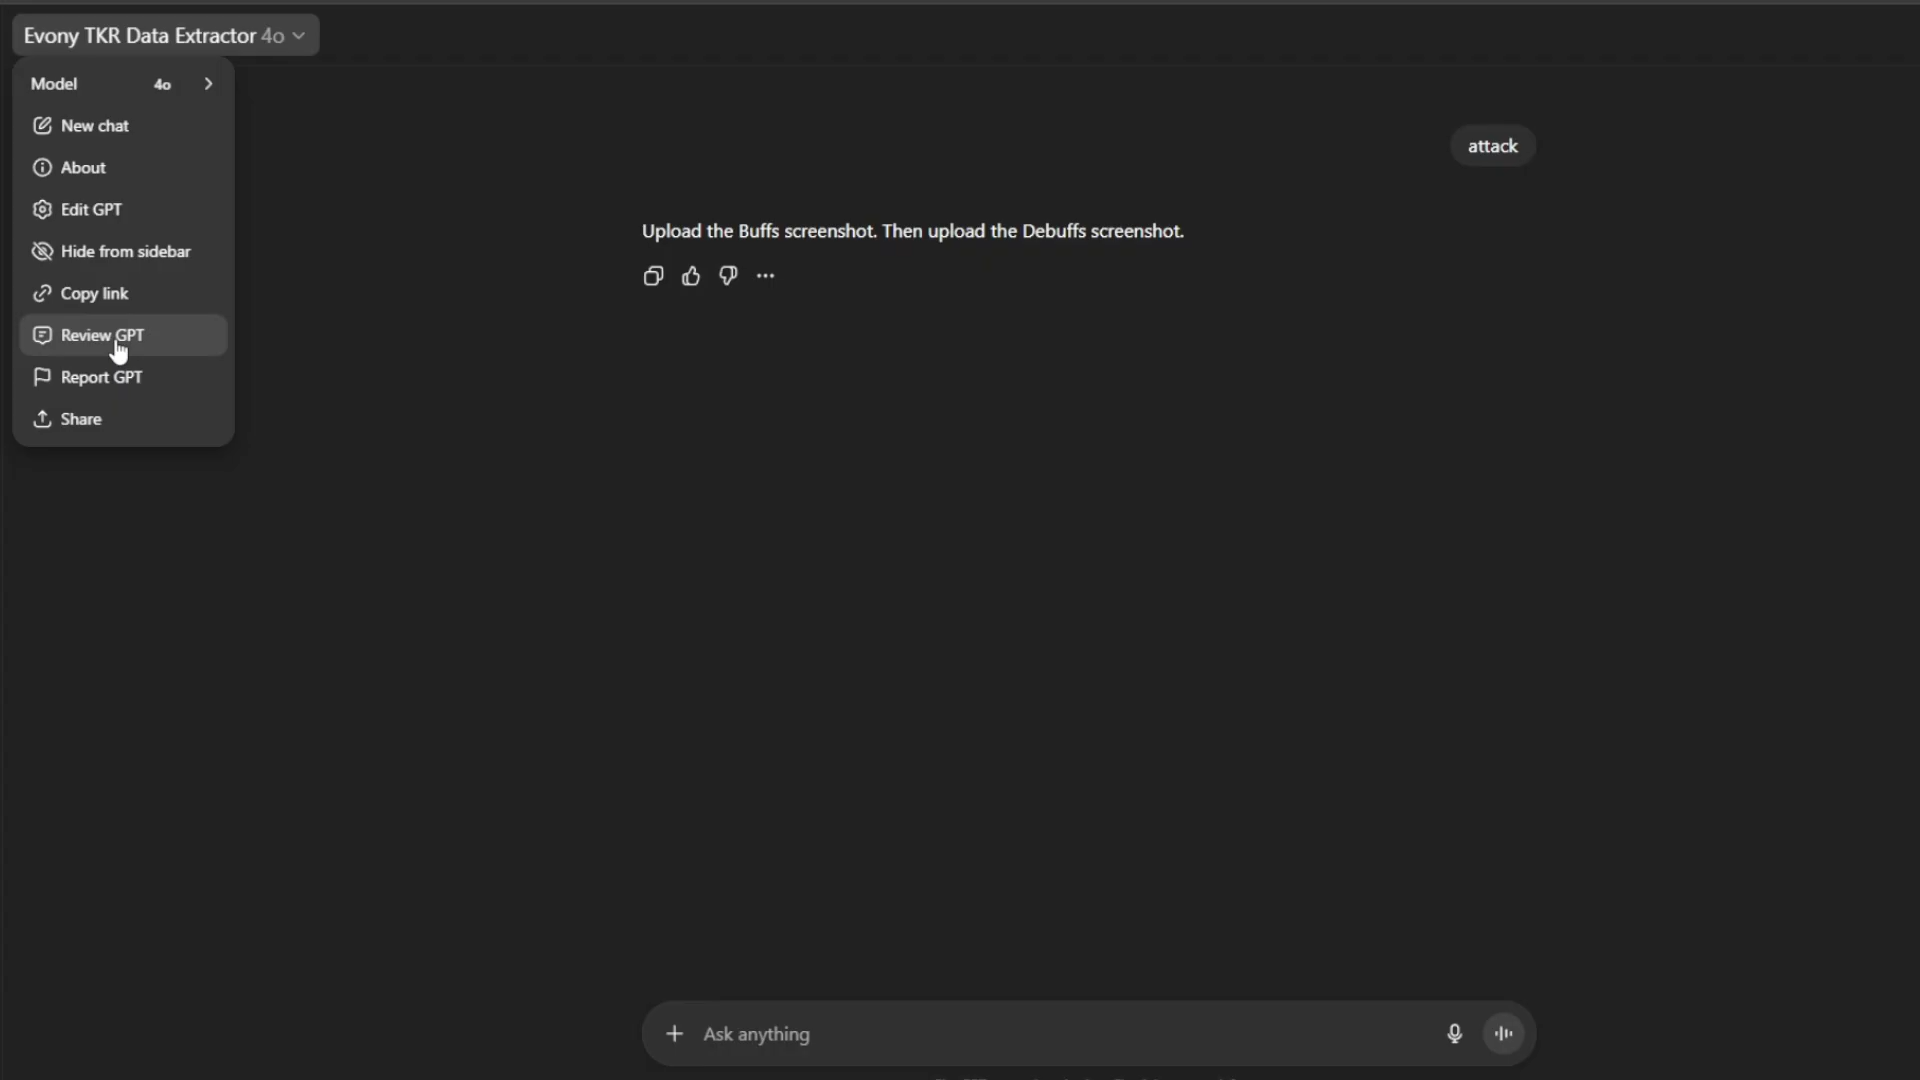 Evony TKR Data Extractor 4o
Model 4o
New chat
About
Edit GPT
Hide from sidebar
Copy link
Review GPT
Report GPT
Share
attack
Upload the Buffs screenshot. Then upload the Debuffs screenshot.
Ask anything